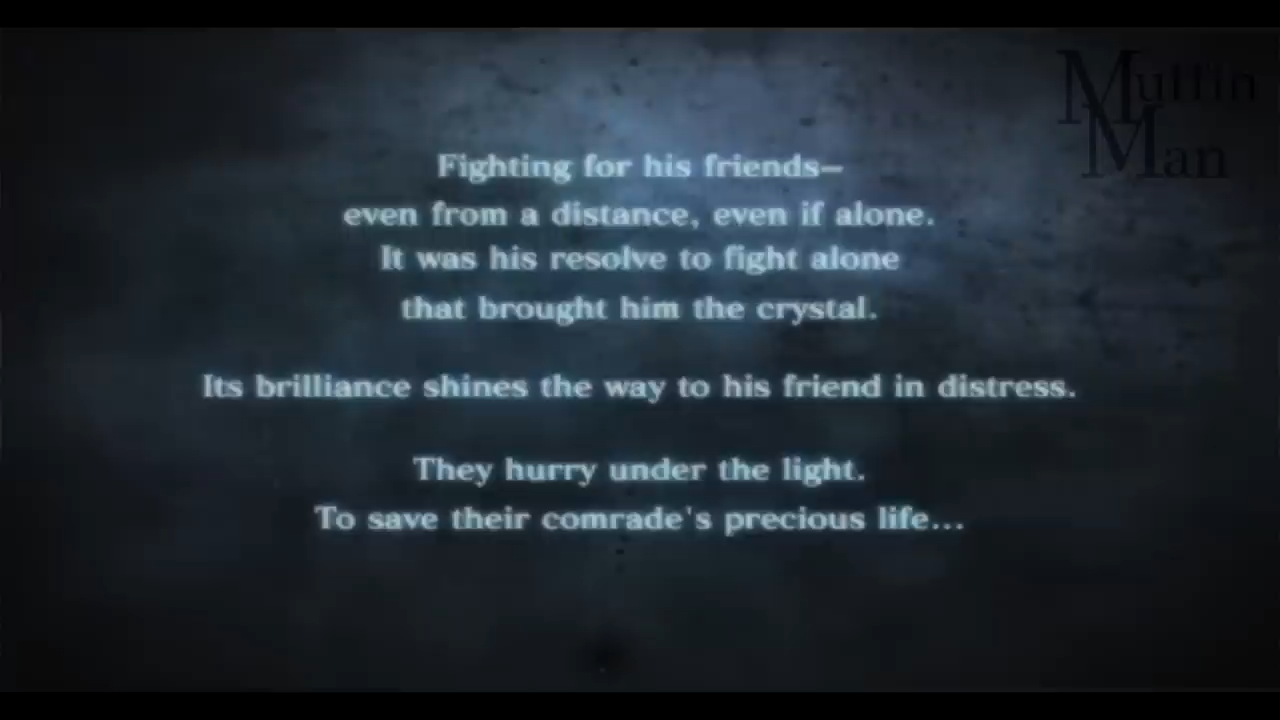 Muffin
Man
Fighting for his friends—
even from a distance, even if alone.
It was his resolve to fight alone
that brought him the crystal.
Its brilliance shines the way to his friend in distress.
They hurry under the light.
To save their comrade's precious life...